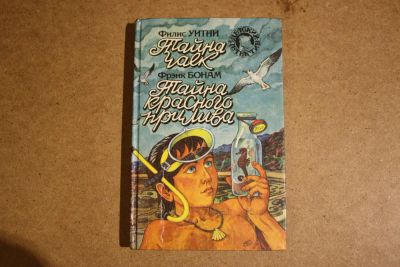 Филис УИТНИ
Тайна
чаек
Фрэнк БОНАМ
Тайна
красного
прилива